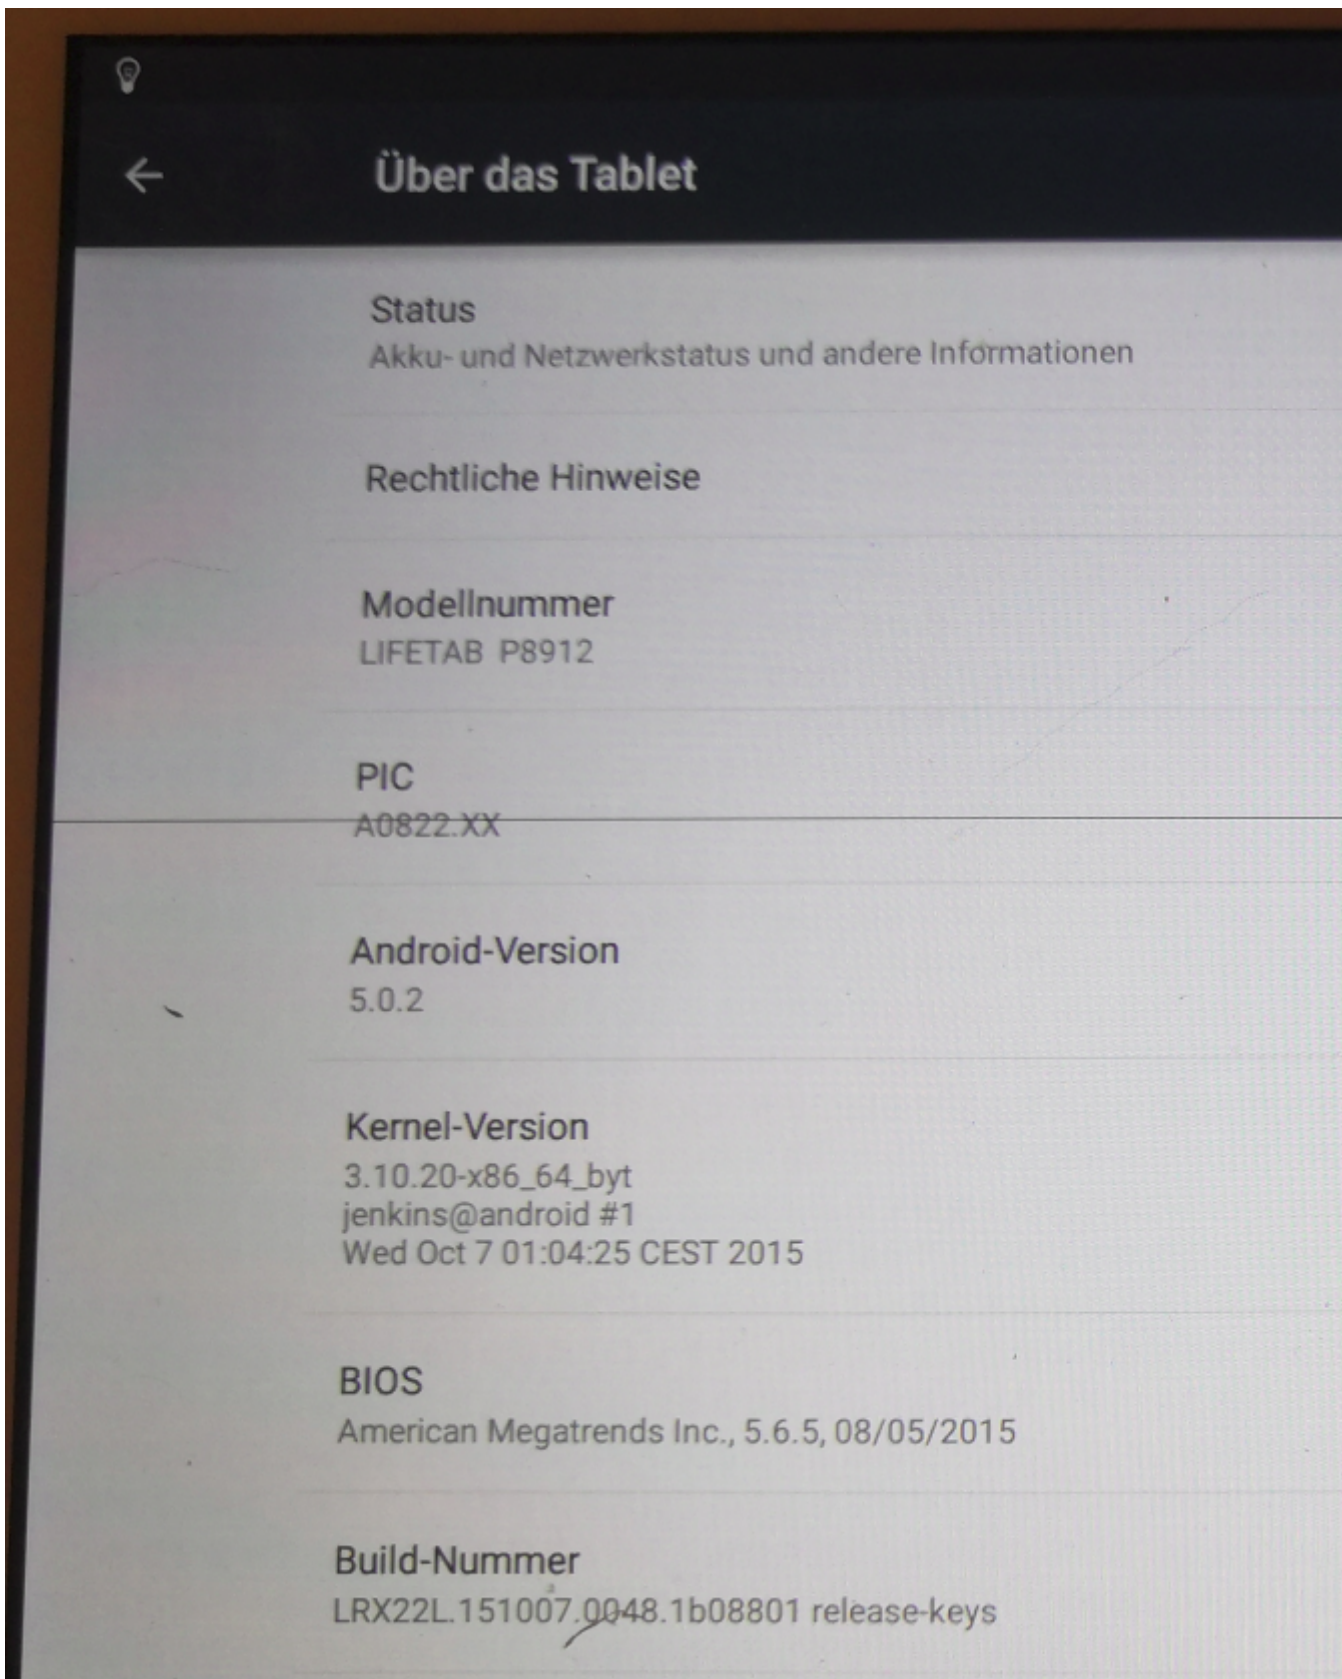 Über das Tablet
Status
Akku- und Netzwerkstatus und andere Informationen
Rechtliche Hinweise
Modellnummer
LIFETAB P8912
PIC
A0822.XX
Android-Version
5.0.2
Kernel-Version
3.10.20-x86_64_byt
jenkins@android #1
Wed Oct 7 01:04:25 CEST 2015
BIOS
American Megatrends Inc., 5.6.5, 08/05/2015
Build-Nummer
LRX22L.151007.0048.1b08801 release-keys